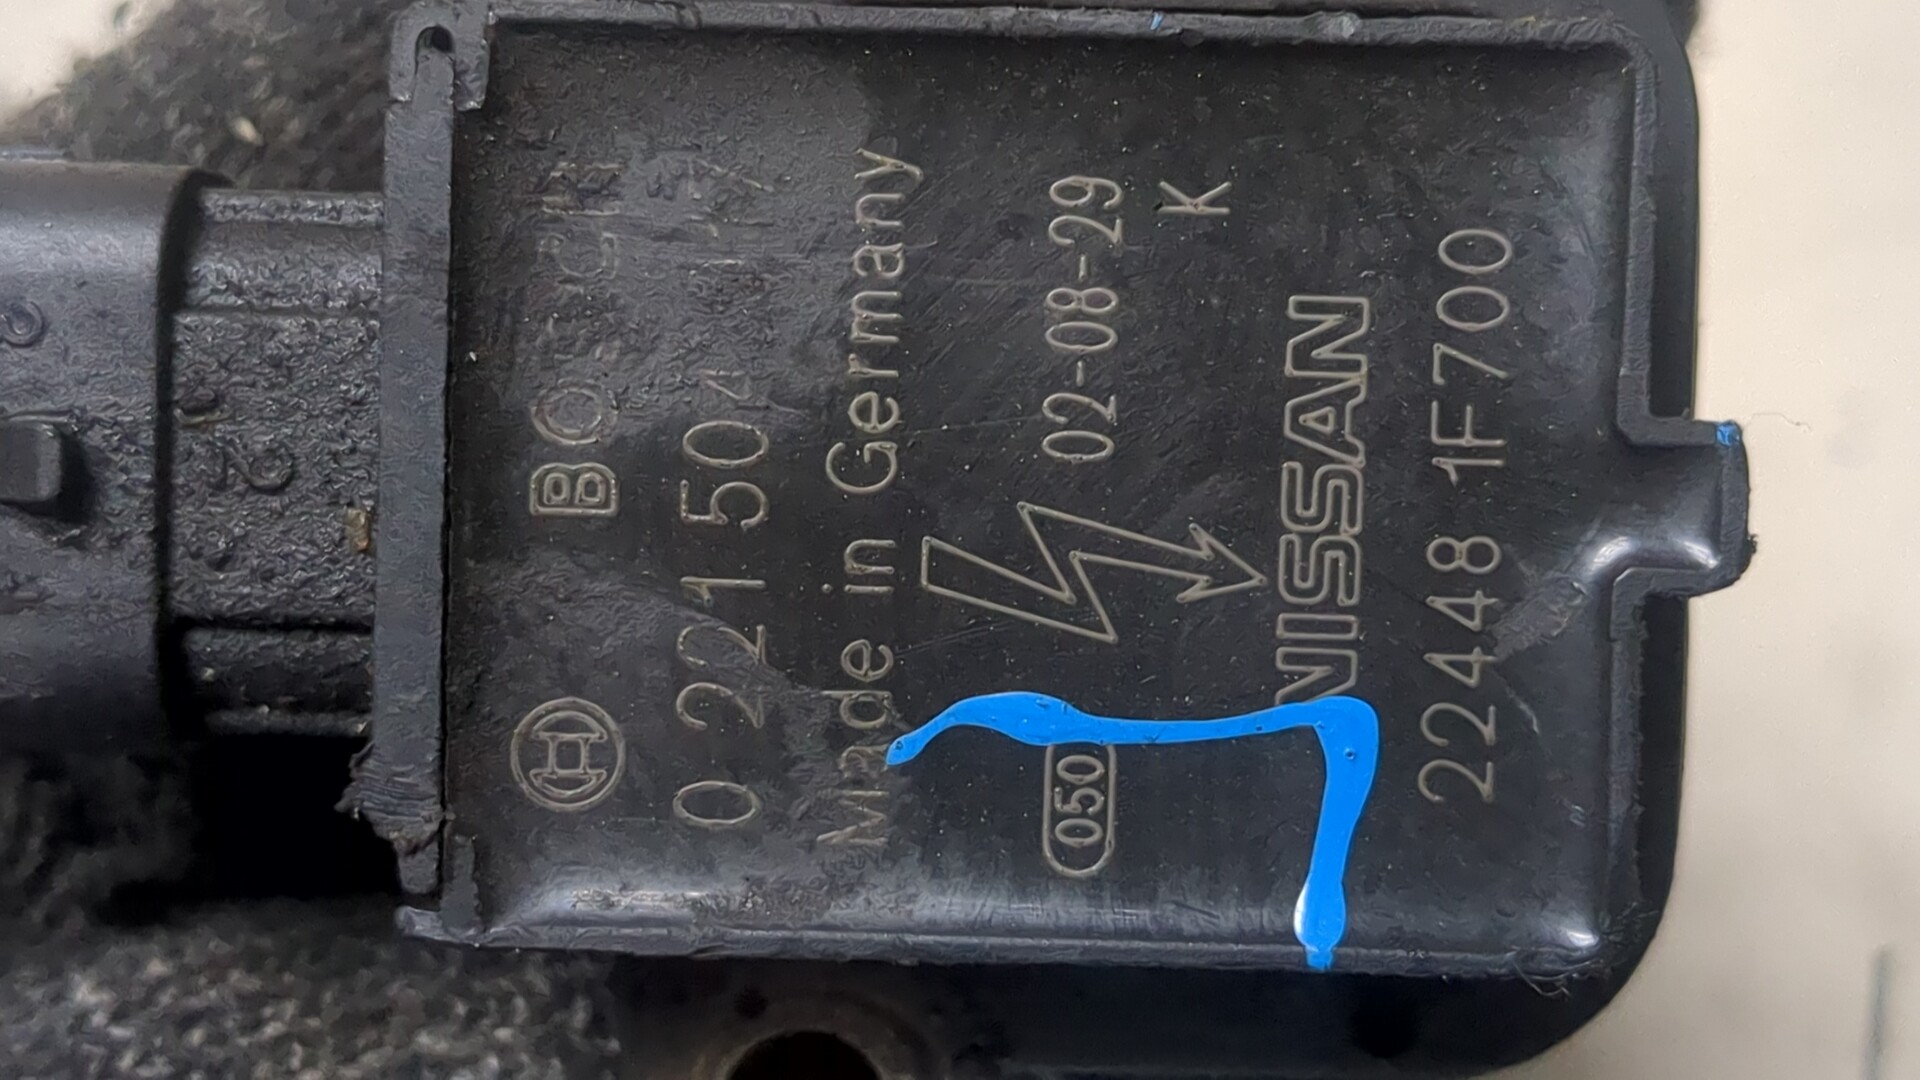 BOSCH
0 221 504
Made in Germany
050 02-08-29
K
NISSAN
22448 1F700